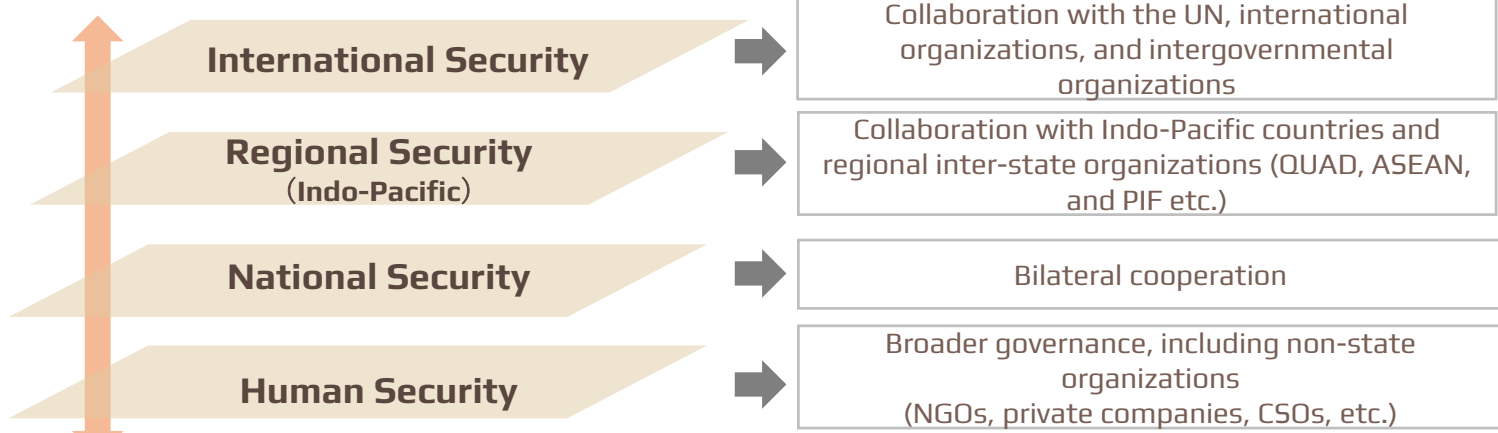 International Security
Collaboration with the UN, international
organizations, and intergovernmental
organizations
Regional Security
（Indo-Pacific）
Collaboration with Indo-Pacific countries and
regional inter-state organizations (QUAD, ASEAN,
and PIF etc.)
National Security
Bilateral cooperation
Human Security
Broader governance, including non-state
organizations
(NGOs, private companies, CSOs, etc.)